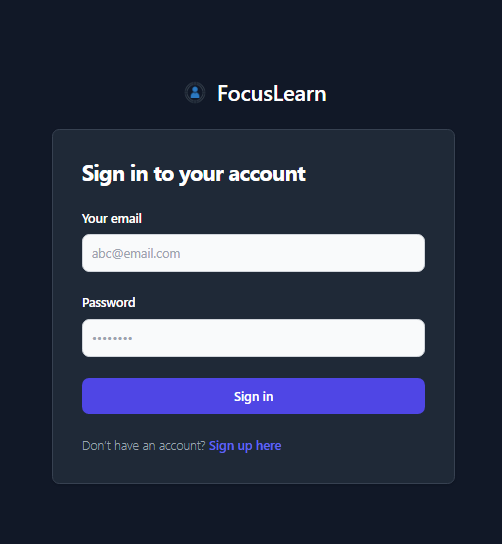 FocusLearn
Sign in to your account
Your email
abc@email.com
Password
••••••••
Sign in
Don't have an account? Sign up here